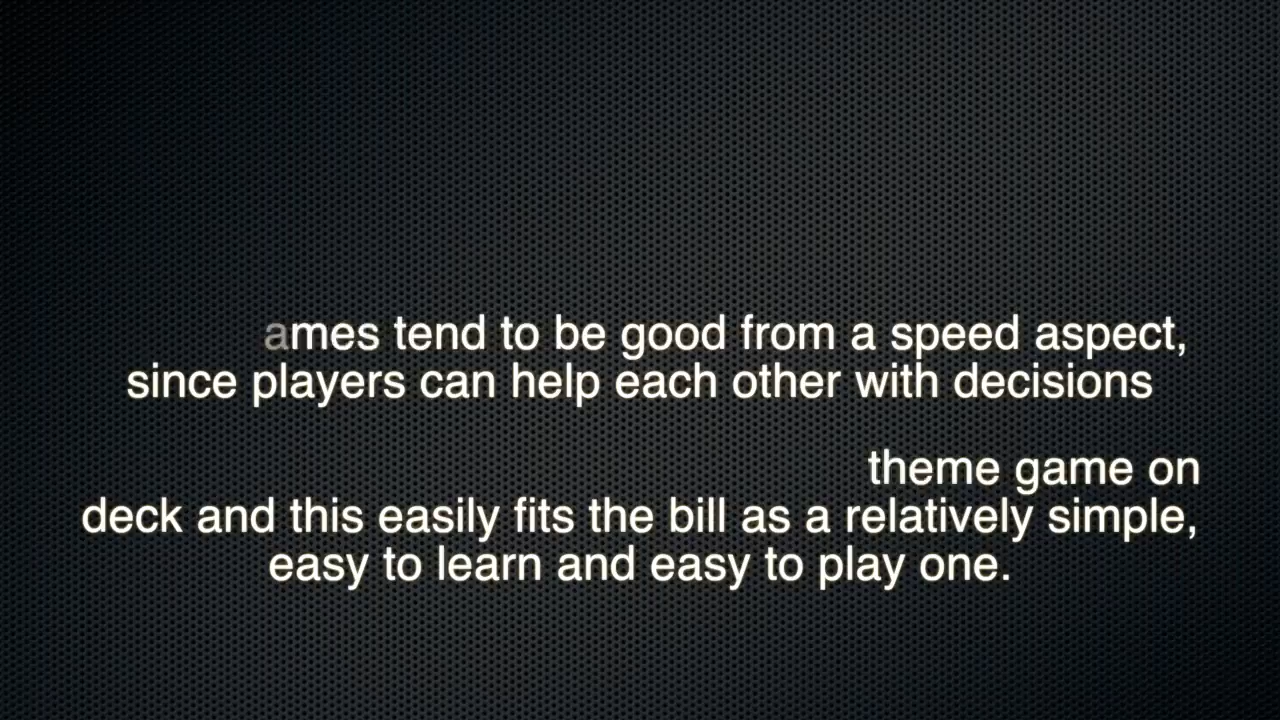 ames tend to be good from a speed aspect,
since players can help each other with decisions
theme game on
deck and this easily fits the bill as a relatively simple,
easy to learn and easy to play one.